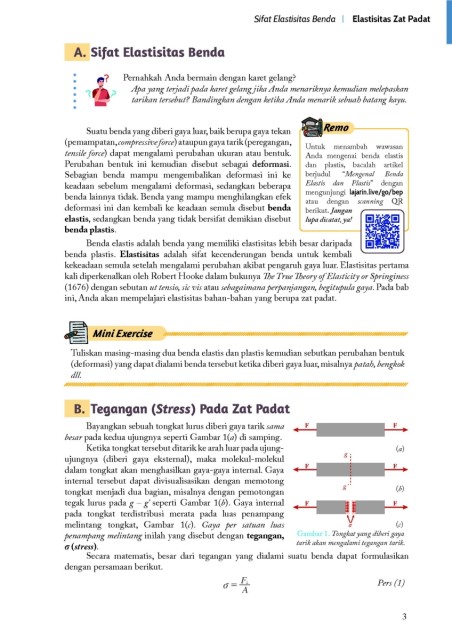 Sifat Elastisitas Benda | Elastisitas Zat Padat
A. Sifat Elastisitas Benda
Pernahkah Anda bermain dengan karet gelang?
Apa yang terjadi pada karet gelang jika Anda menariknya kemudian melepaskan
tarikan tersebut? Bandingkan dengan ketika Anda menarik sebuah batang kayu.
Suatu benda yang diberi gaya luar, baik berupa gaya tekan
(pemampatan, compressive force) ataupun gaya tarik (peregangan,
tensile force) dapat mengalami perubahan ukuran atau bentuk.
Perubahan bentuk ini kemudian disebut sebagai deformasi.
Sebagian benda mampu mengembalikan deformasi ini ke
keadaan sebelum mengalami deformasi, sedangkan beberapa
benda lainnya tidak. Benda yang mampu menghilangkan efek
deformasi ini dan kembali ke keadaan semula disebut benda
elastis, sedangkan benda yang tidak bersifat demikian disebut
benda plastis.
Remo
Untuk menambah wawasan
Anda mengenai benda elastis
dan plastis, bacalah artikel
berjudul "Mengenal Benda
Elastis dan Plastis" dengan
mengunjungi lajarin.live/go/bep
atau dengan scanning QR
berikut. Jangan
lupa dicatat, ya!
Benda elastis adalah benda yang memiliki elastisitas lebih besar daripada
benda plastis. Elastisitas adalah sifat kecenderungan benda untuk kembali
kekeadaan semula setelah mengalami perubahan akibat pengaruh gaya luar. Elastisitas pertama
kali diperkenalkan oleh Robert Hooke dalam bukunya The True Theory of Elasticity or Springiness
(1676) dengan sebutan ut tensio, sic vis atau sebagaimana perpanjangan, begitupula gaya. Pada bab
ini, Anda akan mempelajari elastisitas bahan-bahan yang berupa zat padat.
Mini Exercise
Tuliskan masing-masing dua benda elastis dan plastis kemudian sebutkan perubahan bentuk
(deformasi) yang dapat dialami benda tersebut ketika diberi gaya luar, misalnya patah, bengkok
dll.
B. Tegangan (Stress) Pada Zat Padat
Bayangkan sebuah tongkat lurus diberi gaya tarik sama
besar pada kedua ujungnya seperti Gambar 1(a) di samping.
Ketika tongkat tersebut ditarik ke arah luar pada ujung-
ujungnya (diberi gaya eksternal), maka molekul-molekul
dalam tongkat akan menghasilkan gaya-gaya internal. Gaya
internal tersebut dapat divisualisasikan dengan memotong
tongkat menjadi dua bagian, misalnya dengan pemotongan
tegak lurus pada g – g' seperti Gambar 1(b). Gaya internal
pada tongkat terdistribusi merata pada luas penampang
melintang tongkat, Gambar 1(c). Gaya per satuan luas
penampang melintang inilah yang disebut dengan tegangan,
σ (stress).
F F
(a)
g
F F
g' (b)
F F
σ (c)
Gambar 1. Tongkat yang diberi gaya
tarik akan mengalami tegangan tarik.
Secara matematis, besar dari tegangan yang dialami suatu benda dapat formulasikan
dengan persamaan berikut.
σ = F⊥ / A Pers (1)
3